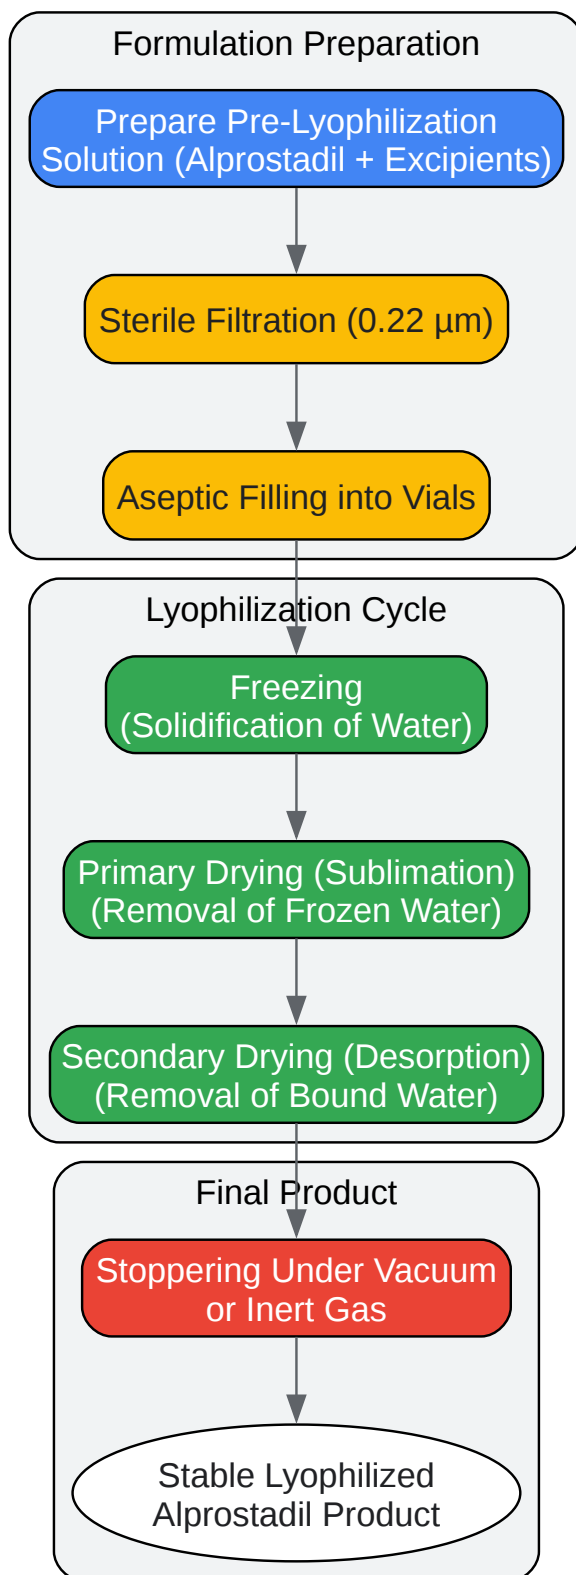 Formulation Preparation
Prepare Pre-Lyophilization
Solution (Alprostadil + Excipients)
Sterile Filtration (0.22 µm)
Aseptic Filling into Vials
Lyophilization Cycle
Freezing
(Solidification of Water)
Primary Drying (Sublimation)
(Removal of Frozen Water)
Secondary Drying (Desorption)
(Removal of Bound Water)
Final Product
Stoppering Under Vacuum
or Inert Gas
Stable Lyophilized
Alprostadil Product